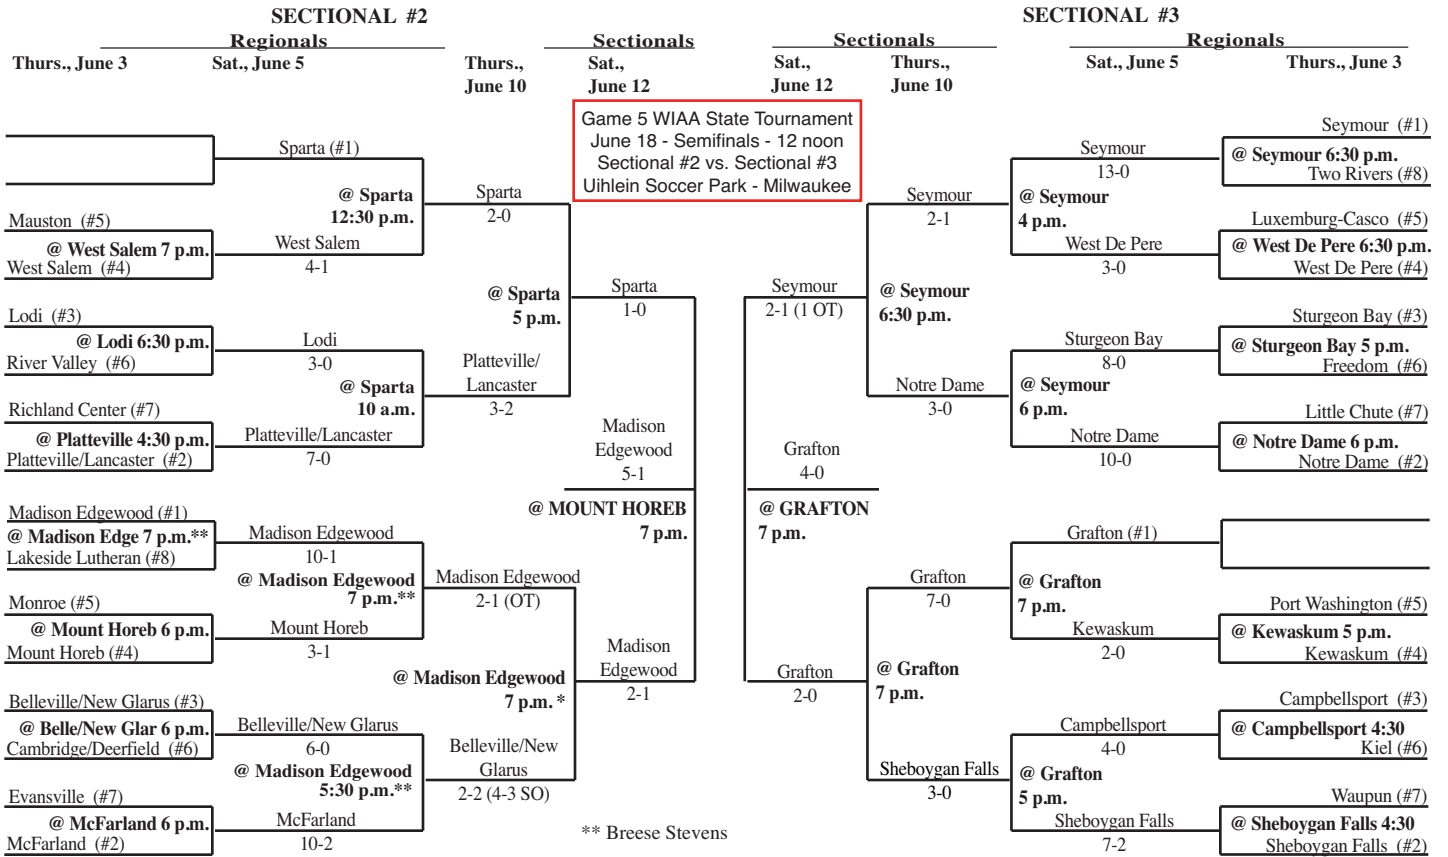 SECTIONAL #2
Regionals
Sectionals
Thurs., June 3
Sat., June 5
Thurs.,
June 10
Sat.,
June 12
Sparta (#1)
@ Sparta
12:30 p.m.
Mauston (#5)
@ West Salem 7 p.m.
West Salem (#4)
West Salem
4-1
Sparta
2-0
@ Sparta
5 p.m.
Lodi (#3)
@ Lodi 6:30 p.m.
River Valley (#6)
Lodi
3-0
@ Sparta
10 a.m.
Richland Center (#7)
@ Platteville 4:30 p.m.
Platteville/Lancaster (#2)
Platteville/Lancaster
7-0
Platteville/
Lancaster
3-2
Sparta
1-0
Madison
Edgewood
5-1
@ MOUNT HOREB
7 p.m.
Madison Edgewood (#1)
@ Madison Edge 7 p.m.**
Lakeside Lutheran (#8)
Madison Edgewood
10-1
@ Madison Edgewood
7 p.m.**
Monroe (#5)
@ Mount Horeb 6 p.m.
Mount Horeb (#4)
Mount Horeb
3-1
Madison Edgewood
2-1 (OT)
@ Madison Edgewood
7 p.m. *
Madison
Edgewood
2-1
Belleville/New Glarus (#3)
@ Belle/New Glar 6 p.m.
Cambridge/Deerfield (#6)
Belleville/New Glarus
6-0
@ Madison Edgewood
5:30 p.m.**
Evansville (#7)
@ McFarland 6 p.m.
McFarland (#2)
McFarland
10-2
Belleville/New
Glarus
2-2 (4-3 SO)
** Breese Stevens
Game 5 WIAA State Tournament
June 18 - Semifinals - 12 noon
Sectional #2 vs. Sectional #3
Uihlein Soccer Park - Milwaukee
SECTIONAL #3
Sectionals
Regionals
Sat.,
June 12
Thurs.,
June 10
Sat., June 5
Thurs., June 3
Seymour (#1)
@ Seymour 6:30 p.m.
Two Rivers (#8)
Seymour
13-0
@ Seymour
4 p.m.
Luxemburg-Casco (#5)
@ West De Pere 6:30 p.m.
West De Pere (#4)
West De Pere
3-0
Seymour
2-1
@ Seymour
6:30 p.m.
Seymour
2-1 (1 OT)
Sturgeon Bay (#3)
@ Sturgeon Bay 5 p.m.
Freedom (#6)
Sturgeon Bay
8-0
@ Seymour
6 p.m.
Little Chute (#7)
@ Notre Dame 6 p.m.
Notre Dame (#2)
Notre Dame
10-0
Notre Dame
3-0
Grafton
4-0
@ GRAFTON
7 p.m.
Grafton (#1)
@ Grafton
7 p.m.
Port Washington (#5)
@ Kewaskum 5 p.m.
Kewaskum (#4)
Kewaskum
2-0
Grafton
7-0
@ Grafton
7 p.m.
Grafton
2-0
Campbellsport (#3)
@ Campbellsport 4:30
Kiel (#6)
Campbellsport
4-0
@ Grafton
5 p.m.
Waupun (#7)
@ Sheboygan Falls 4:30
Sheboygan Falls (#2)
Sheboygan Falls
7-2
Sheboygan Falls
3-0